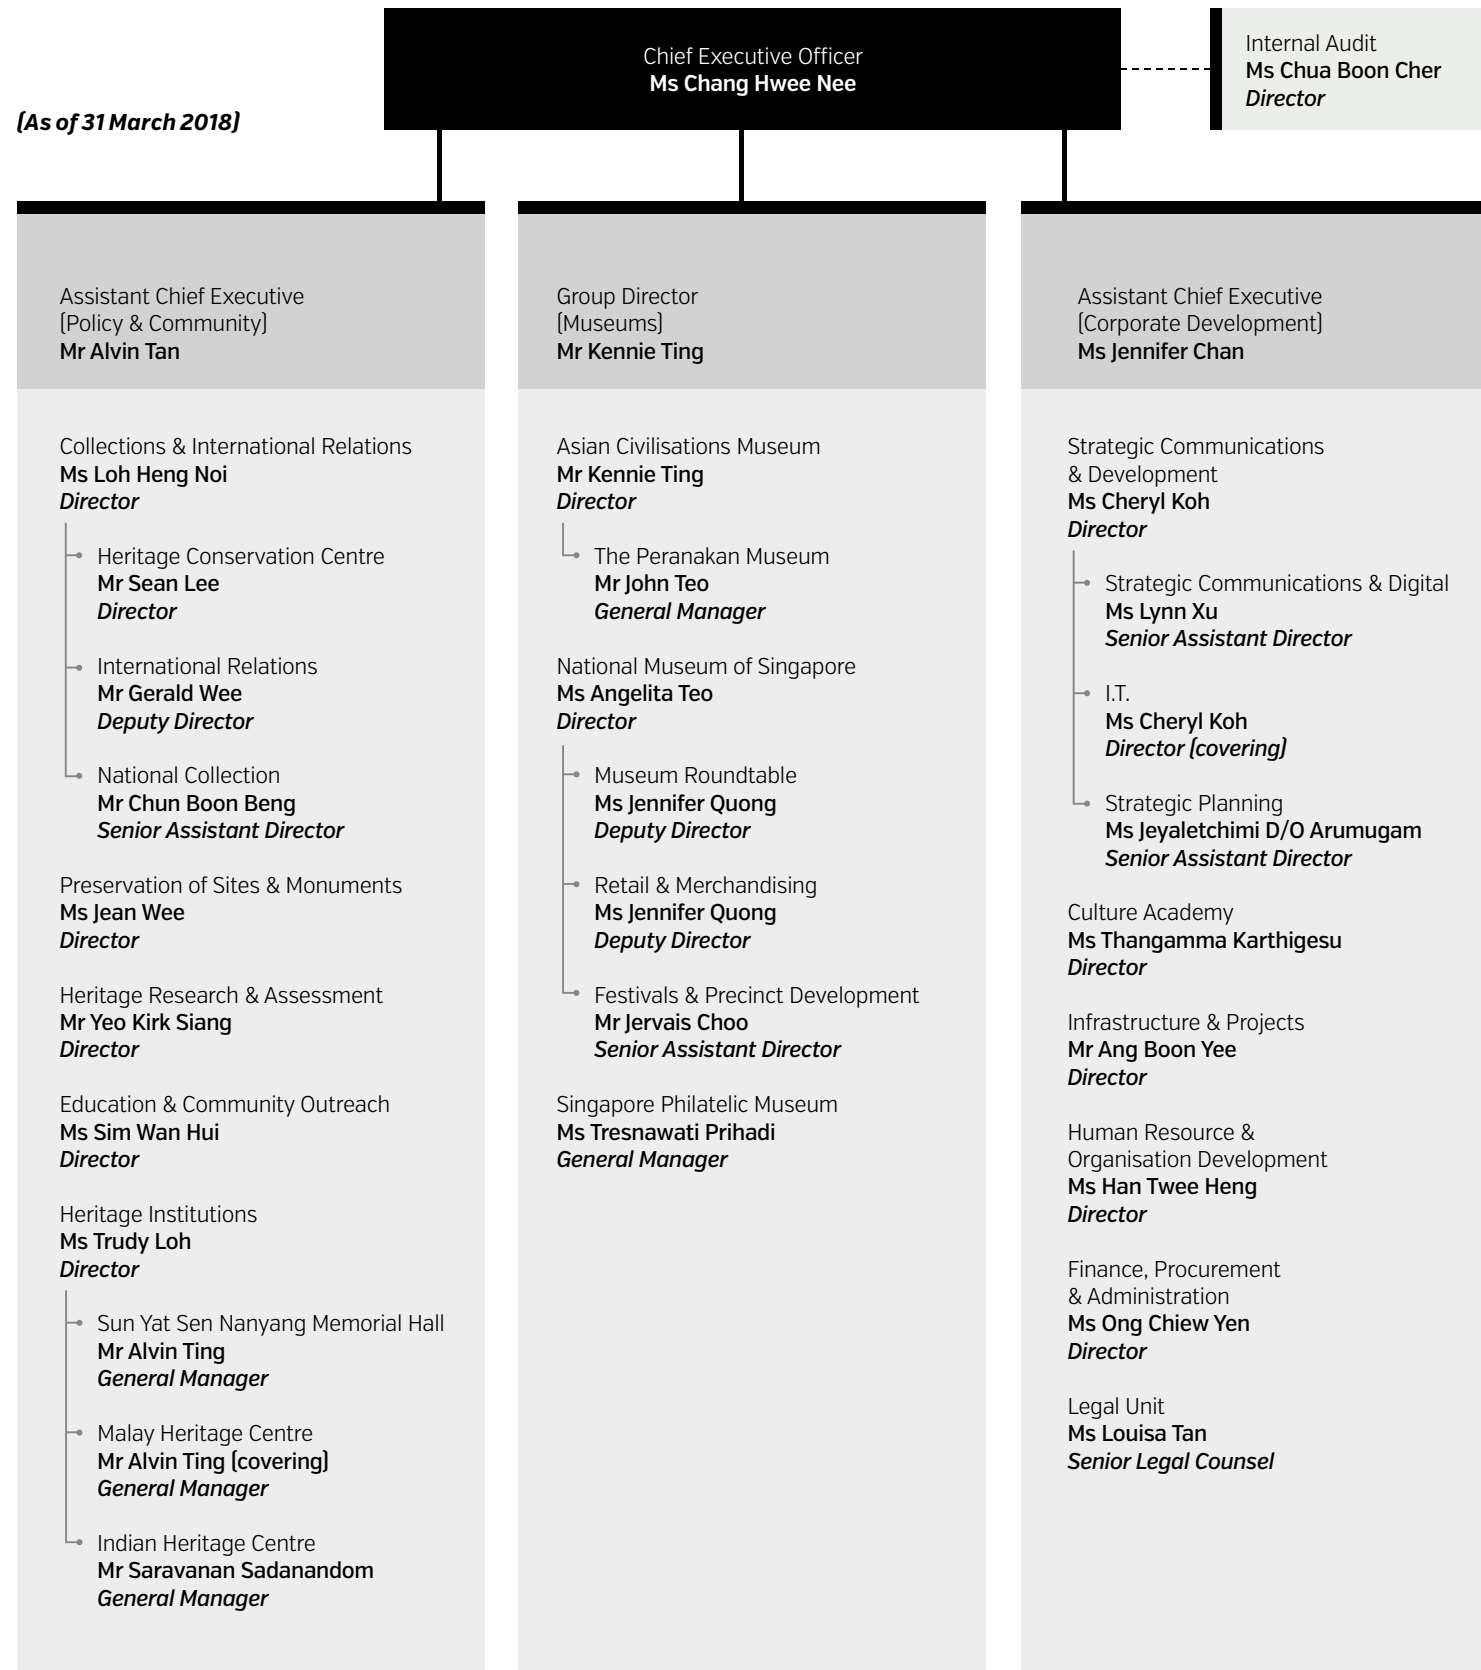 Chief Executive Officer
Ms Chang Hwee Nee
Internal Audit
Ms Chua Boon Cher
Director
(As of 31 March 2018)
Assistant Chief Executive
(Policy & Community)
Mr Alvin Tan
Collections & International Relations
Ms Loh Heng Noi
Director
Heritage Conservation Centre
Mr Sean Lee
Director
International Relations
Mr Gerald Wee
Deputy Director
National Collection
Mr Chun Boon Beng
Senior Assistant Director
Preservation of Sites & Monuments
Ms Jean Wee
Director
Heritage Research & Assessment
Mr Yeo Kirk Siang
Director
Education & Community Outreach
Ms Sim Wan Hui
Director
Heritage Institutions
Ms Trudy Loh
Director
Sun Yat Sen Nanyang Memorial Hall
Mr Alvin Ting
General Manager
Malay Heritage Centre
Mr Alvin Ting (covering)
General Manager
Indian Heritage Centre
Mr Saravanan Sadanandom
General Manager
Group Director
(Museums)
Mr Kennie Ting
Asian Civilisations Museum
Mr Kennie Ting
Director
The Peranakan Museum
Mr John Teo
General Manager
National Museum of Singapore
Ms Angelita Teo
Director
Museum Roundtable
Ms Jennifer Quong
Deputy Director
Retail & Merchandising
Ms Jennifer Quong
Deputy Director
Festivals & Precinct Development
Mr Jervais Choo
Senior Assistant Director
Singapore Philatelic Museum
Ms Tresnawati Prihadi
General Manager
Assistant Chief Executive
(Corporate Development)
Ms Jennifer Chan
Strategic Communications
& Development
Ms Cheryl Koh
Director
Strategic Communications & Digital
Ms Lynn Xu
Senior Assistant Director
I.T.
Ms Cheryl Koh
Director (covering)
Strategic Planning
Ms Jeyaletchimi D/O Arumugam
Senior Assistant Director
Culture Academy
Ms Thangamma Karthigesu
Director
Infrastructure & Projects
Mr Ang Boon Yee
Director
Human Resource &
Organisation Development
Ms Han Twee Heng
Director
Finance, Procurement
& Administration
Ms Ong Chiew Yen
Director
Legal Unit
Ms Louisa Tan
Senior Legal Counsel